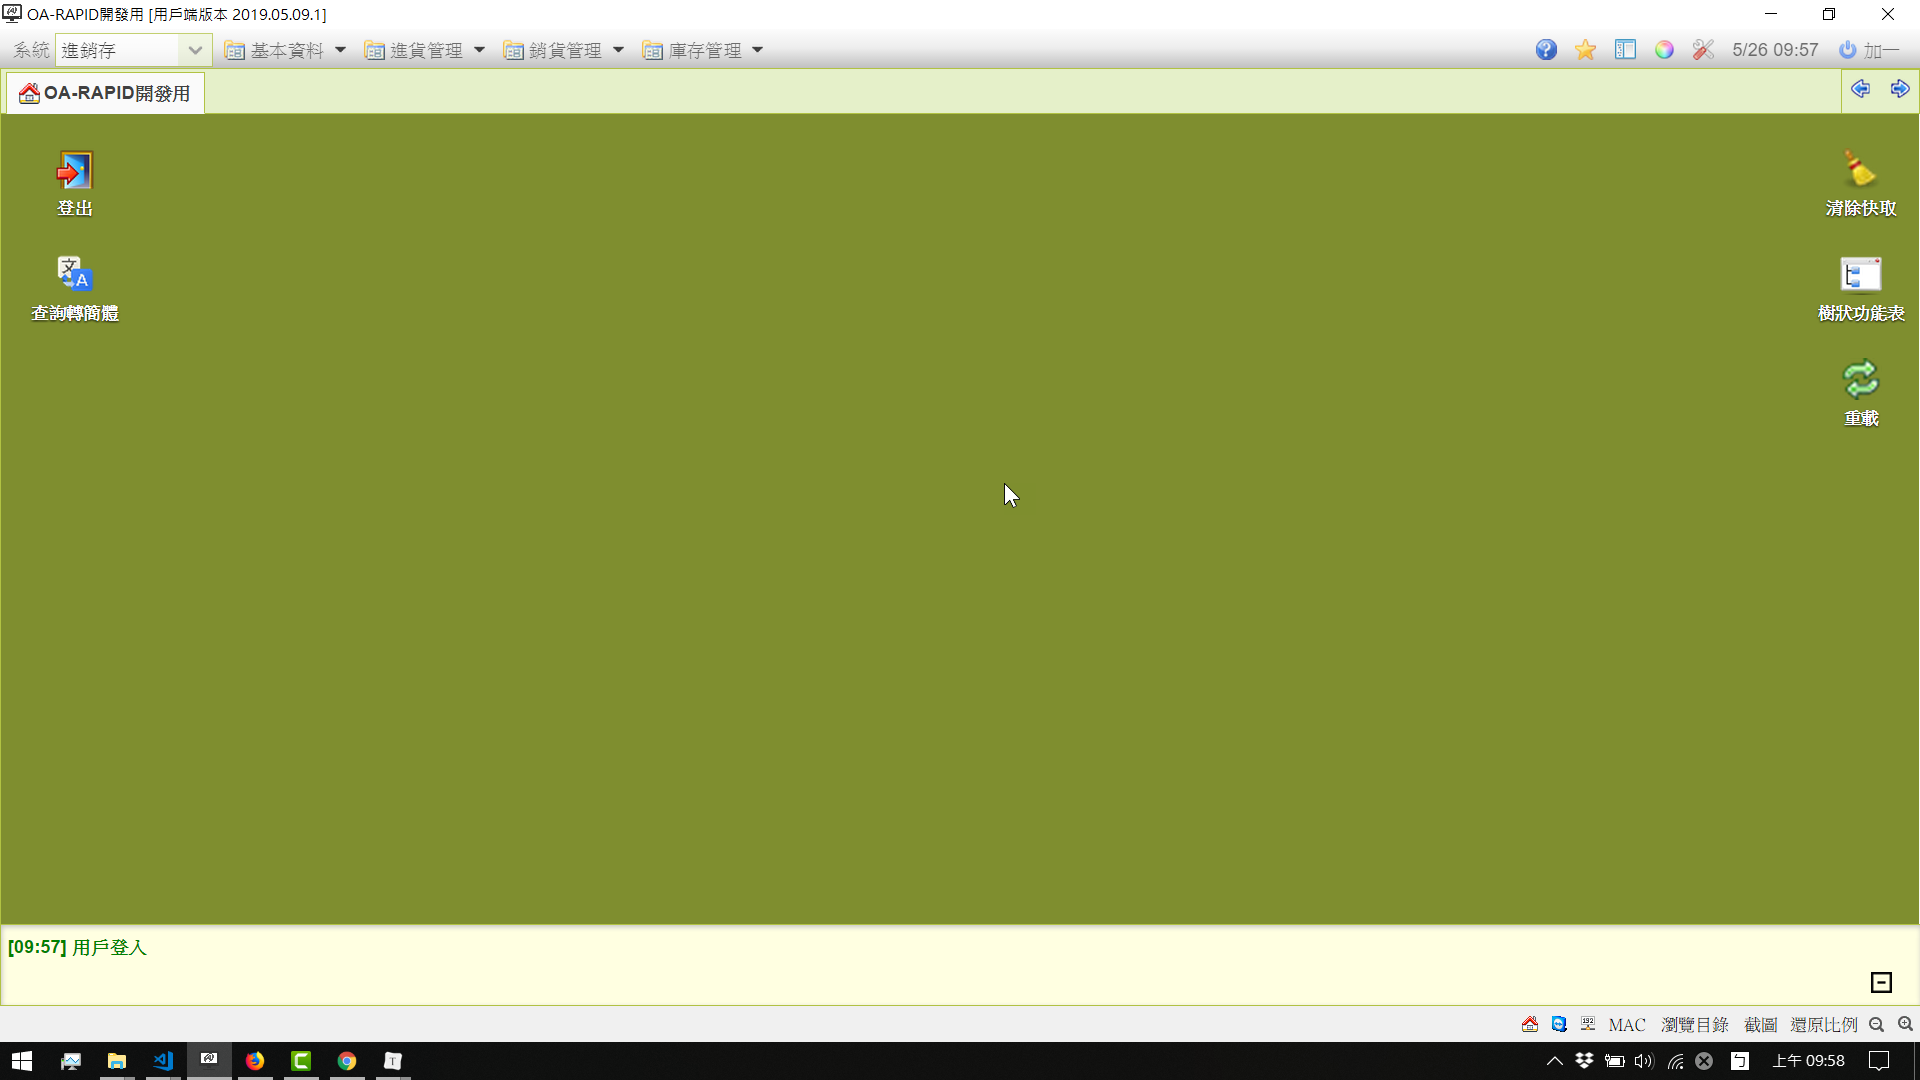 OA-RAPID開發用 [用戶端版本 2019.05.09.1]
系統 進銷存 基本資料 進貨管理 銷貨管理 庫存管理 5/26 09:57 加一
OA-RAPID開發用
登出
清除快取
查詢轉簡體
樹狀功能表
重載
[09:57] 用戶登入
MAC 瀏覽目錄 截圖 還原比例
上午 09:58